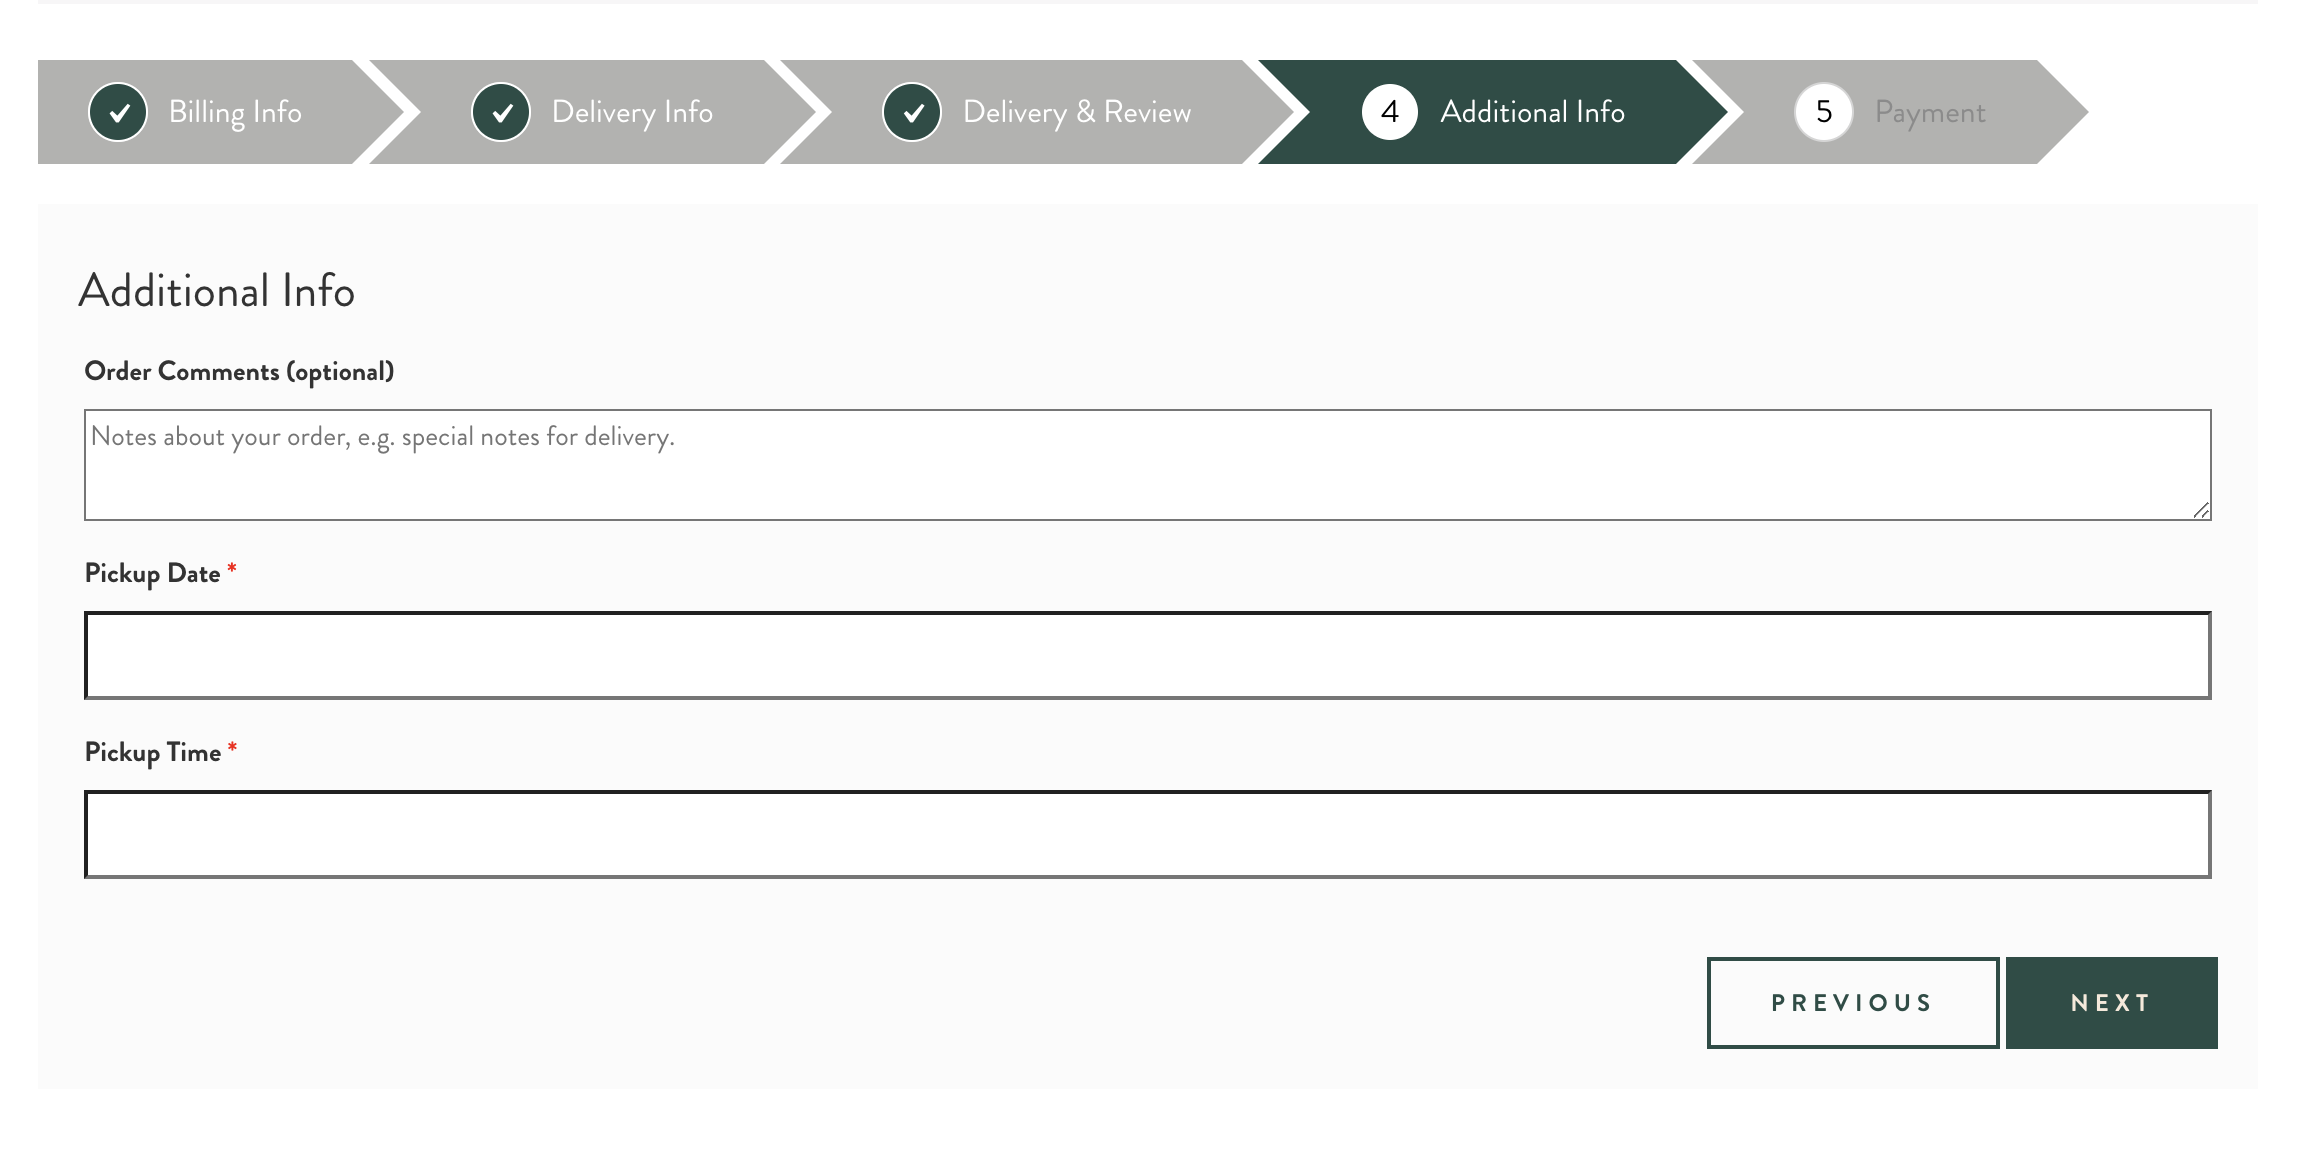 Billing Info
Delivery Info
Delivery & Review
4 Additional Info
5 Payment
Additional Info
Order Comments (optional)
Notes about your order, e.g. special notes for delivery.
Pickup Date *
Pickup Time *
PREVIOUS
NEXT